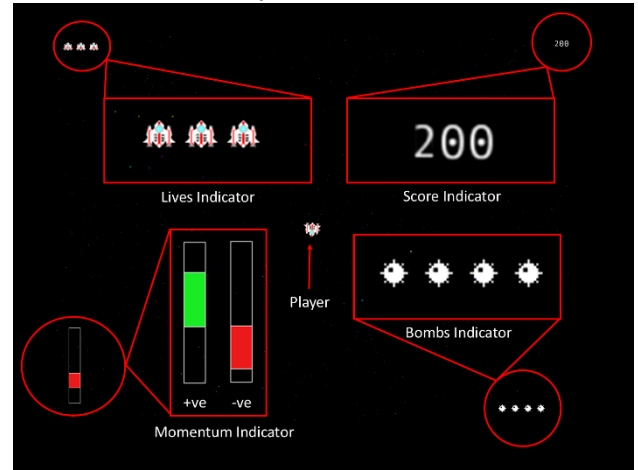 200
200
Lives Indicator
Score Indicator
Player
Bombs Indicator
+ve
-ve
Momentum Indicator